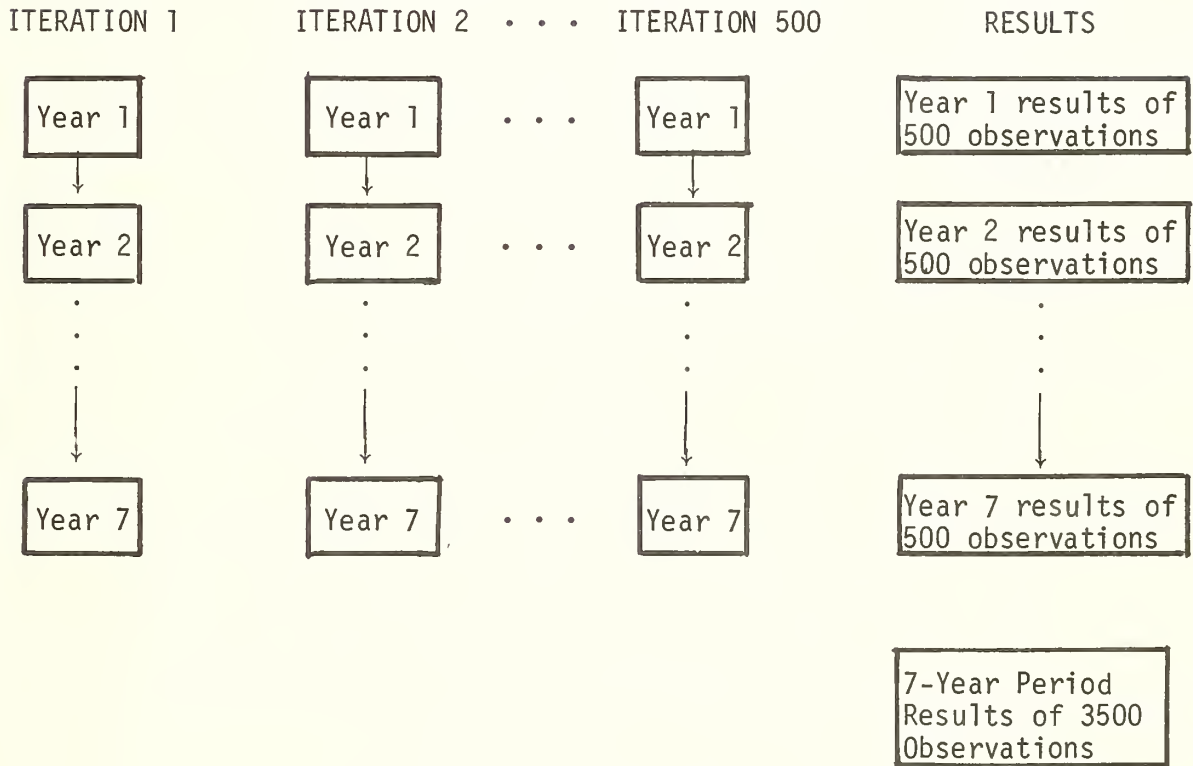 ITERATION 1 ITERATION 2 · · · ITERATION 500 RESULTS
Year 1 Year 1 · · · Year 1 Year 1 results of
500 observations
Year 2 Year 2 · · · Year 2 Year 2 results of
500 observations
Year 7 Year 7 · · · Year 7 Year 7 results of
500 observations
7-Year Period
Results of 3500
Observations